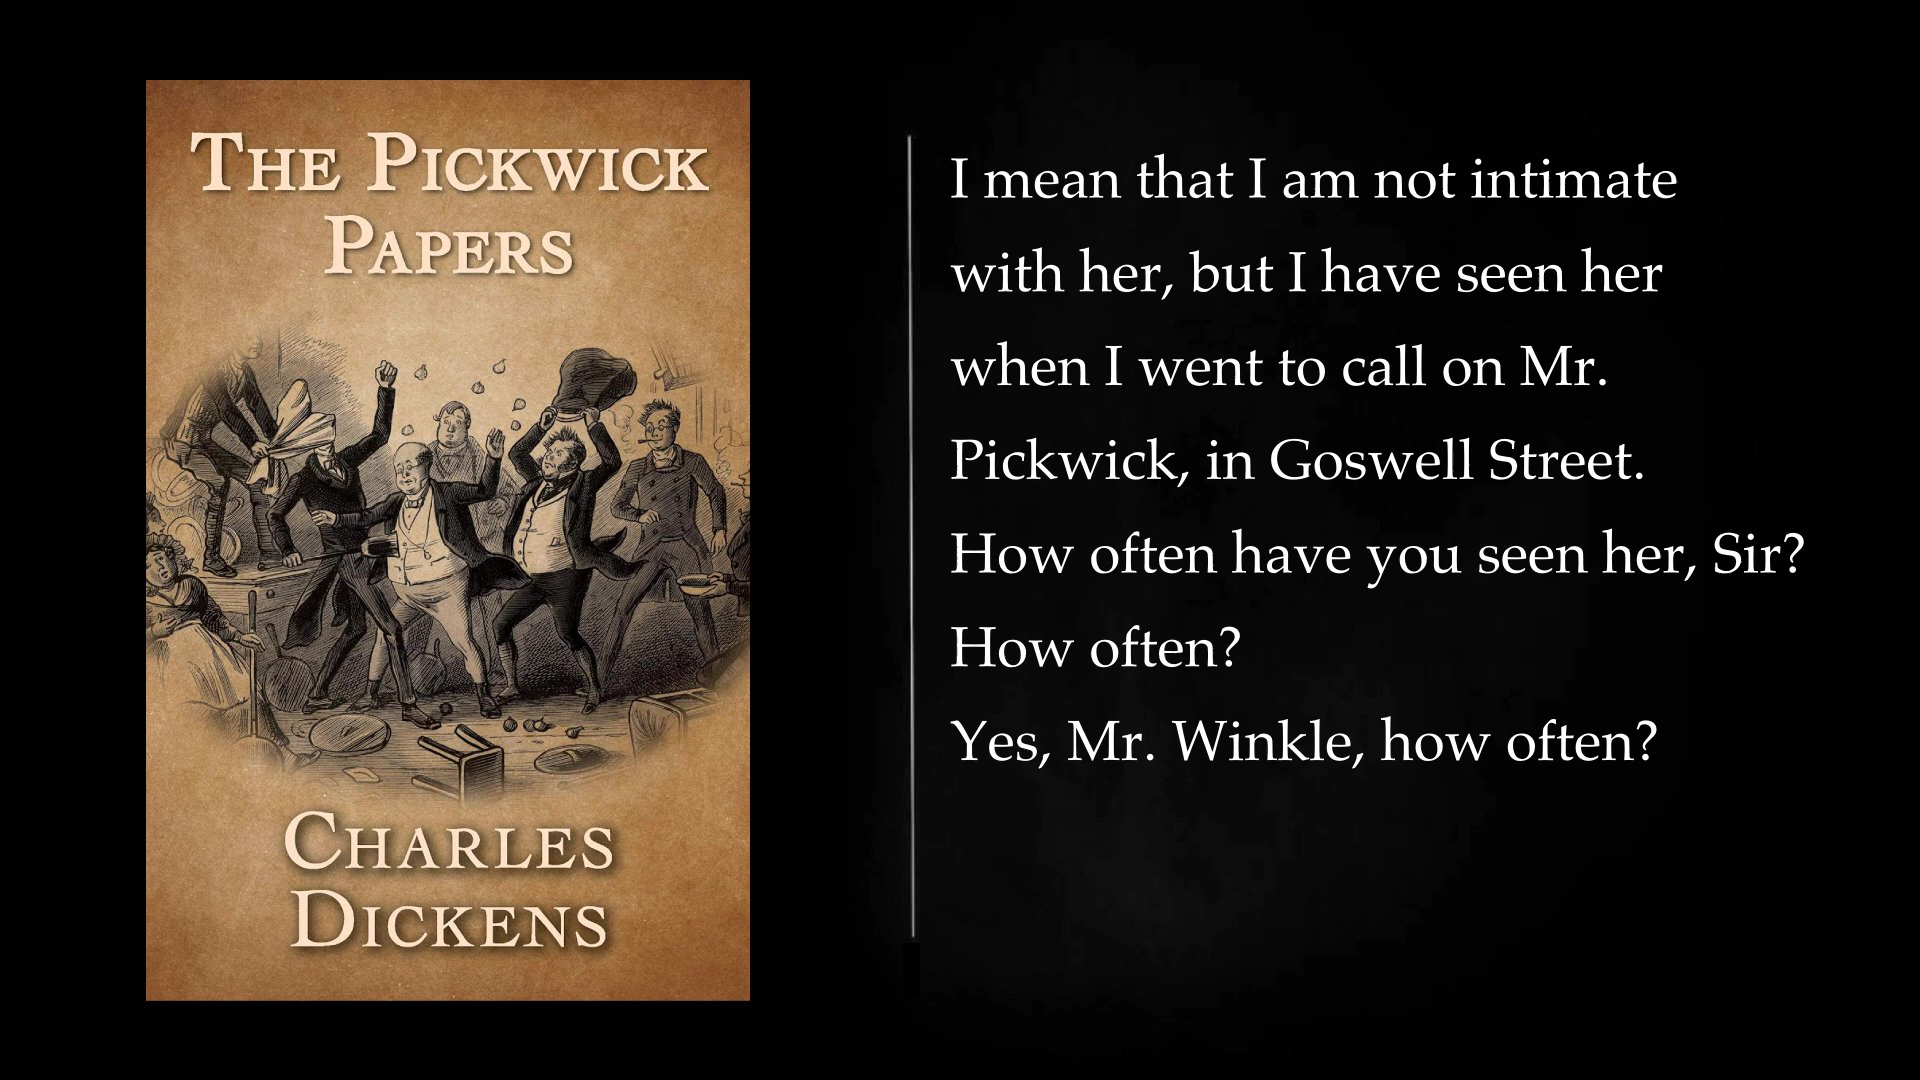 The Pickwick
Papers
Charles
Dickens
I mean that I am not intimate
with her, but I have seen her
when I went to call on Mr.
Pickwick, in Goswell Street.
How often have you seen her, Sir?
How often?
Yes, Mr. Winkle, how often?